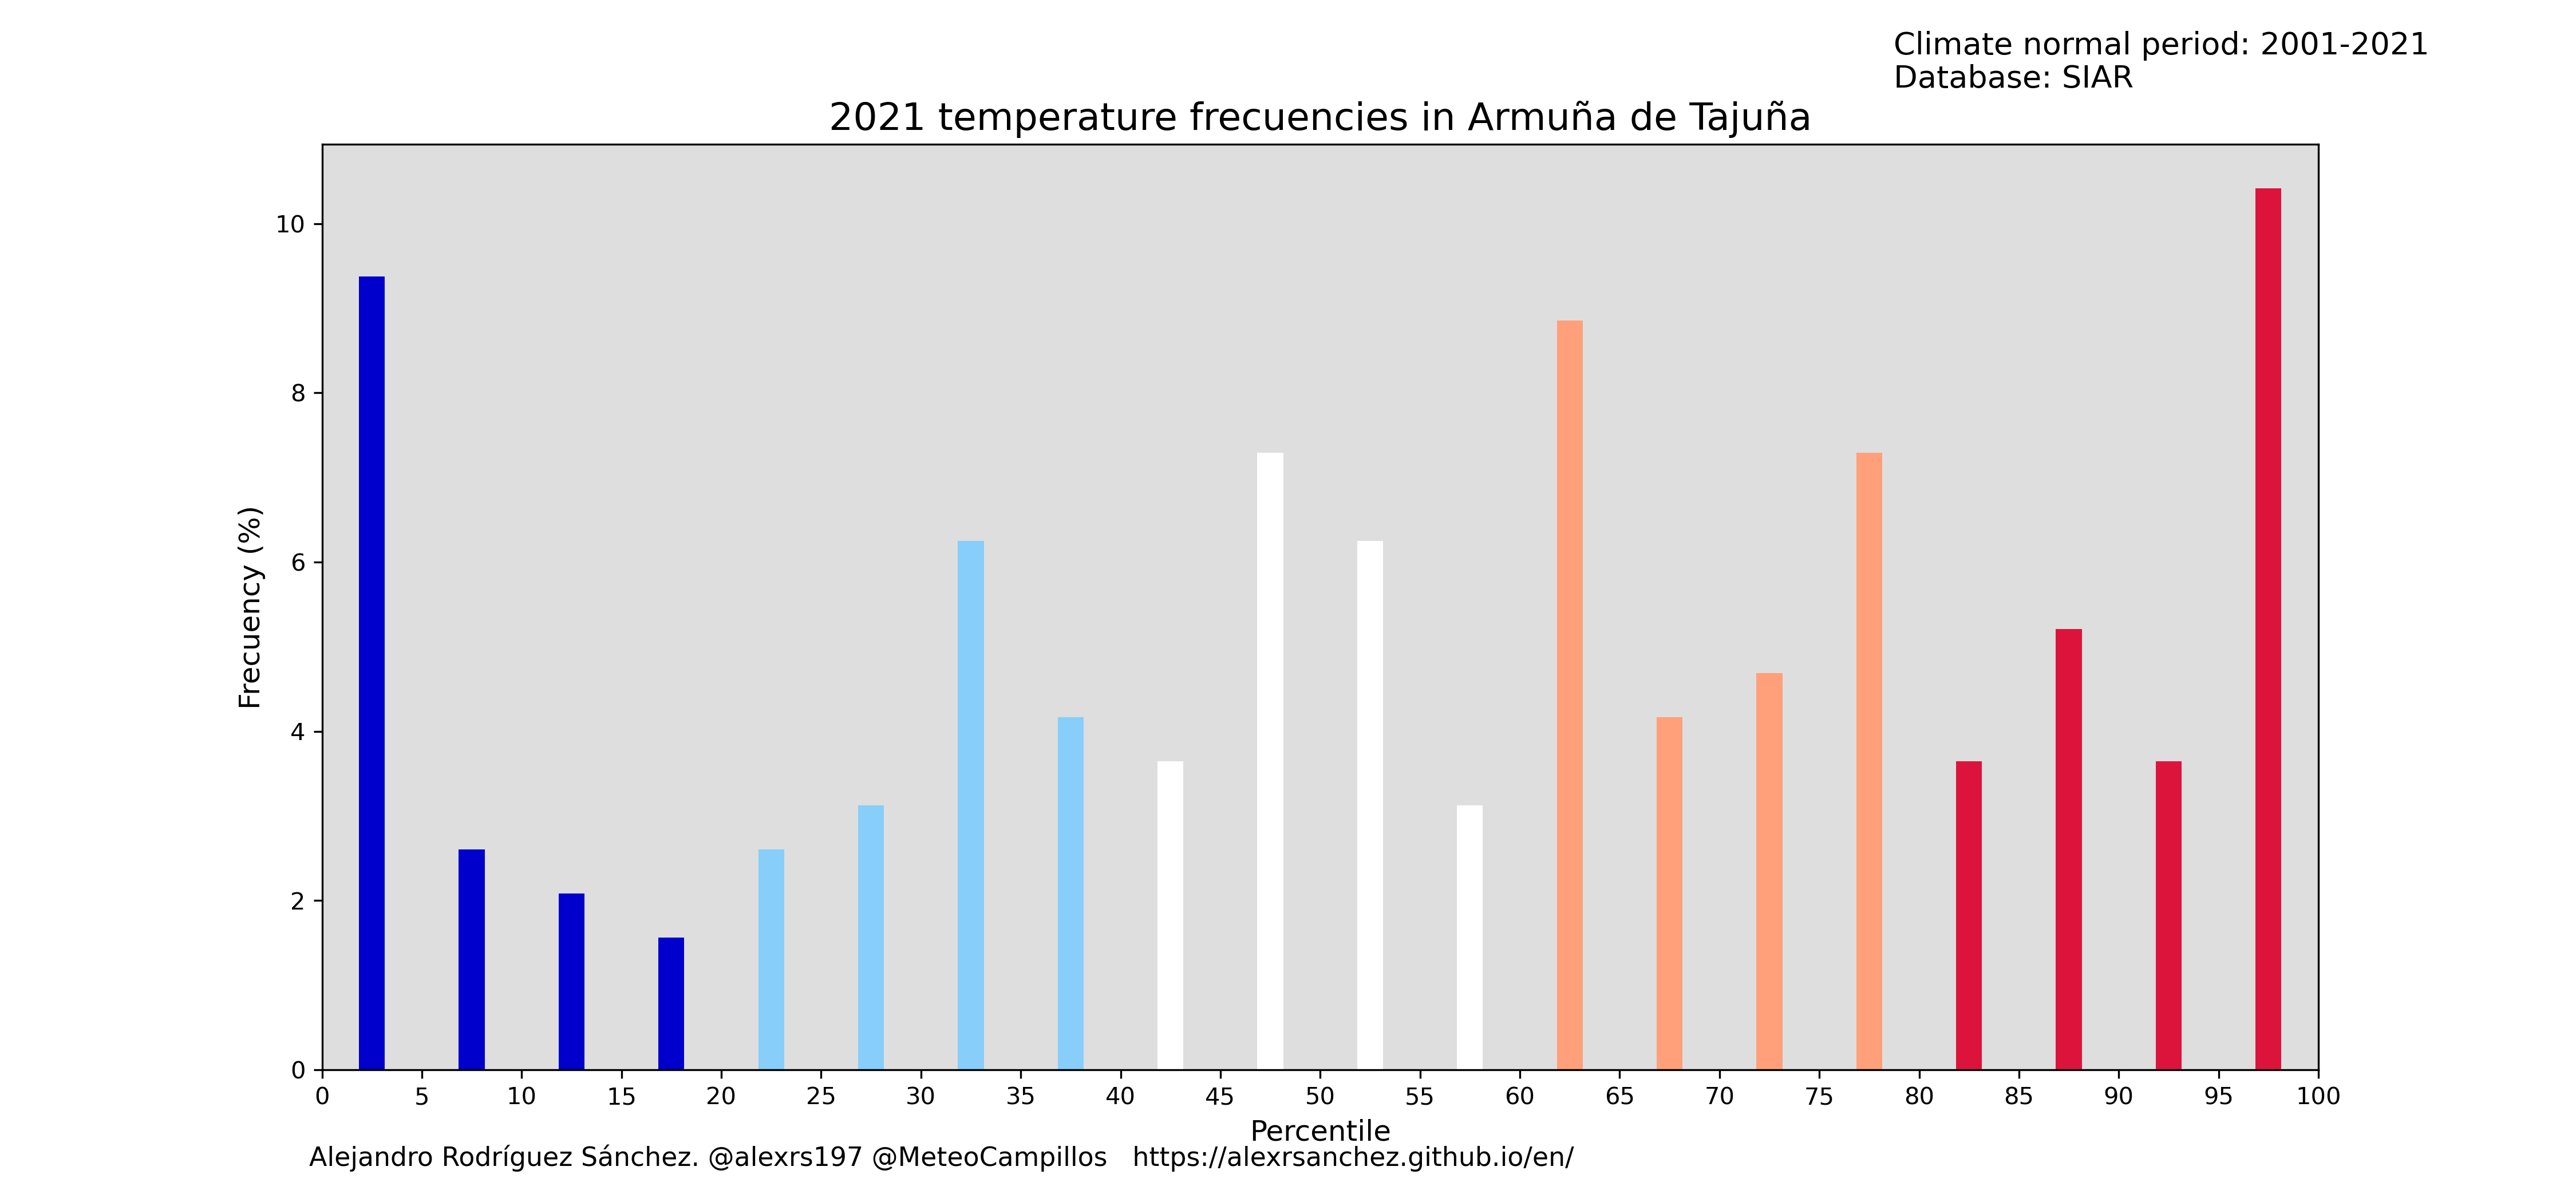 Climate normal period: 2001-2021
Database: SIAR
2021 temperature frecuencies in Armuña de Tajuña
10
8
6
4
2
0
Frecuency (%)
0 5 10 15 20 25 30 35 40 45 50 55 60 65 70 75 80 85 90 95 100
Percentile
Alejandro Rodríguez Sánchez. @alexrs197 @MeteoCampillos https://alexrsanchez.github.io/en/